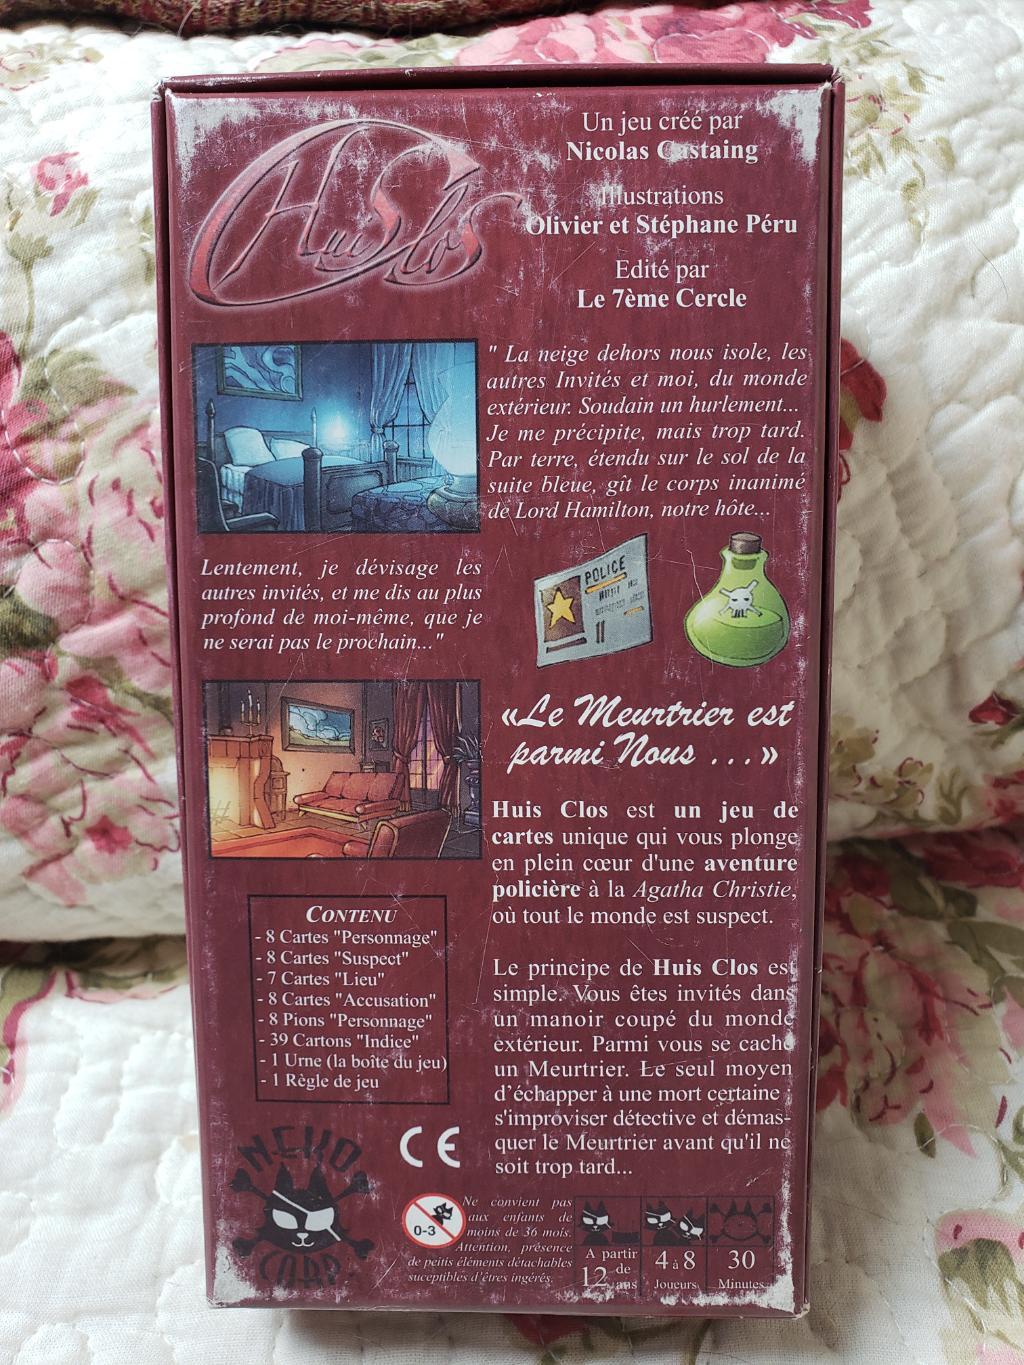 Huis Clos
Un jeu créé par
Nicolas Castaing
Illustrations
Olivier et Stéphane Péru
Edité par
Le 7ème Cercle
" La neige dehors nous isole, les
autres Invités et moi, du monde
extérieur. Soudain un hurlement...
Je me précipite, mais trop tard.
Par terre, étendu sur le sol de la
suite bleue, gît le corps inanimé
de Lord Hamilton, notre hôte...
Lentement, je dévisage les
autres invités, et me dis au plus
profond de moi-même, que je
ne serai pas le prochain..."
POLICE
«Le Meurtrier est
parmi Nous ...»
Huis Clos est un jeu de
cartes unique qui vous plonge
en plein cœur d'une aventure
policière à la Agatha Christie,
où tout le monde est suspect.
Le principe de Huis Clos est
simple. Vous êtes invités dans
un manoir coupé du monde
extérieur. Parmi vous se cache
un Meurtrier. Le seul moyen
d'échapper à une mort certaine :
s'improviser détective et démas-
quer le Meurtrier avant qu'il ne
soit trop tard...
CONTENU
- 8 Cartes "Personnage"
- 8 Cartes "Suspect"
- 7 Cartes "Lieu"
- 8 Cartes "Accusation"
- 8 Pions "Personnage"
- 39 Cartons "Indice"
- 1 Urne (la boîte du jeu)
- 1 Règle de jeu
NEKO
CORP
CE
0-3
Ne convient pas
aux enfants de
moins de 36 mois.
Attention, présence
de petits éléments détachables
susceptibles d'êtres ingérés.
A partir
de
12 ans
4 à 8
Joueurs
30
Minutes